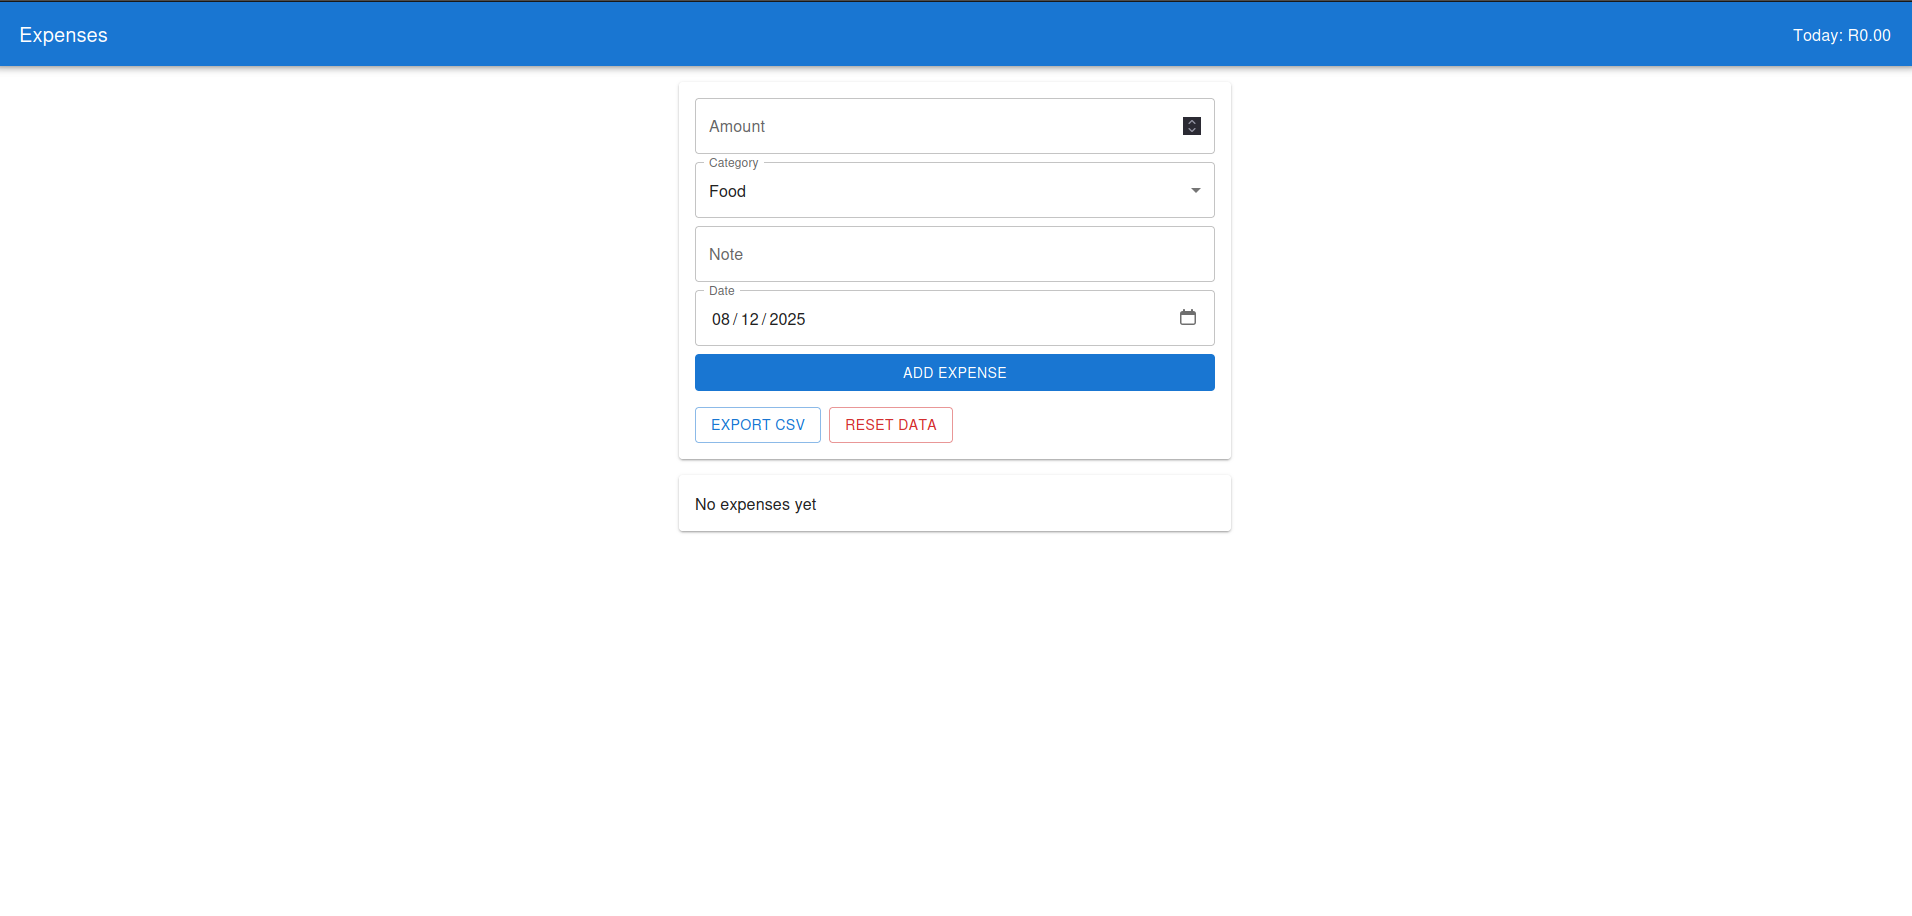 Expenses
Today: R0.00
Amount
Category
Food
Note
Date
08/12/2025
ADD EXPENSE
EXPORT CSV
RESET DATA
No expenses yet